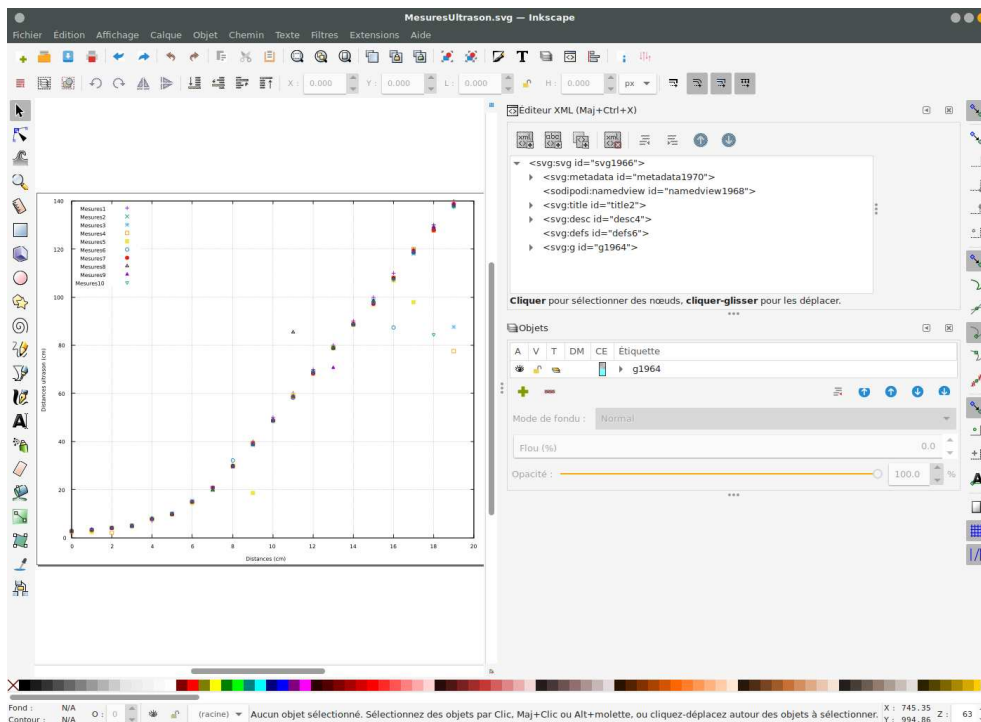 MesuresUltrason.svg — Inkscape
Fichier Édition Affichage Calque Objet Chemin Texte Filtres Extensions Aide
X : 0.000 Y : 0.000 L : 0.000 H : 0.000 px
Éditeur XML (Maj+Ctrl+X)
<svg:svg id="svg1966">
<svg:metadata id="metadata1970">
<sodipodi:namedview id="namedview1968">
<svg:title id="title2">
<svg:desc id="desc4">
<svg:defs id="defs6">
<svg:g id="g1964">
Cliquer pour sélectionner des nœuds, cliquer-glisser pour les déplacer.
Objets
A V T DM CE Étiquette
g1964
Mode de fondu : Normal
Flou (%) 0.0
Opacité : 100.0 %
Mesures1
Mesures2
Mesures3
Mesures4
Mesures5
Mesures6
Mesures7
Mesures8
Mesures9
Mesures10
140
120
100
80
60
40
20
0
Distances ultrason (cm)
0 2 4 6 8 10 12 14 16 18 20
Distances (cm)
Fond : N/A
Contour : N/A
O : 0
(racine)
Aucun objet sélectionné. Sélectionnez des objets par Clic, Maj+Clic ou Alt+molette, ou cliquez-déplacez autour des objets à sélectionner.
X : 745.35
Y : 994.86
Z : 63